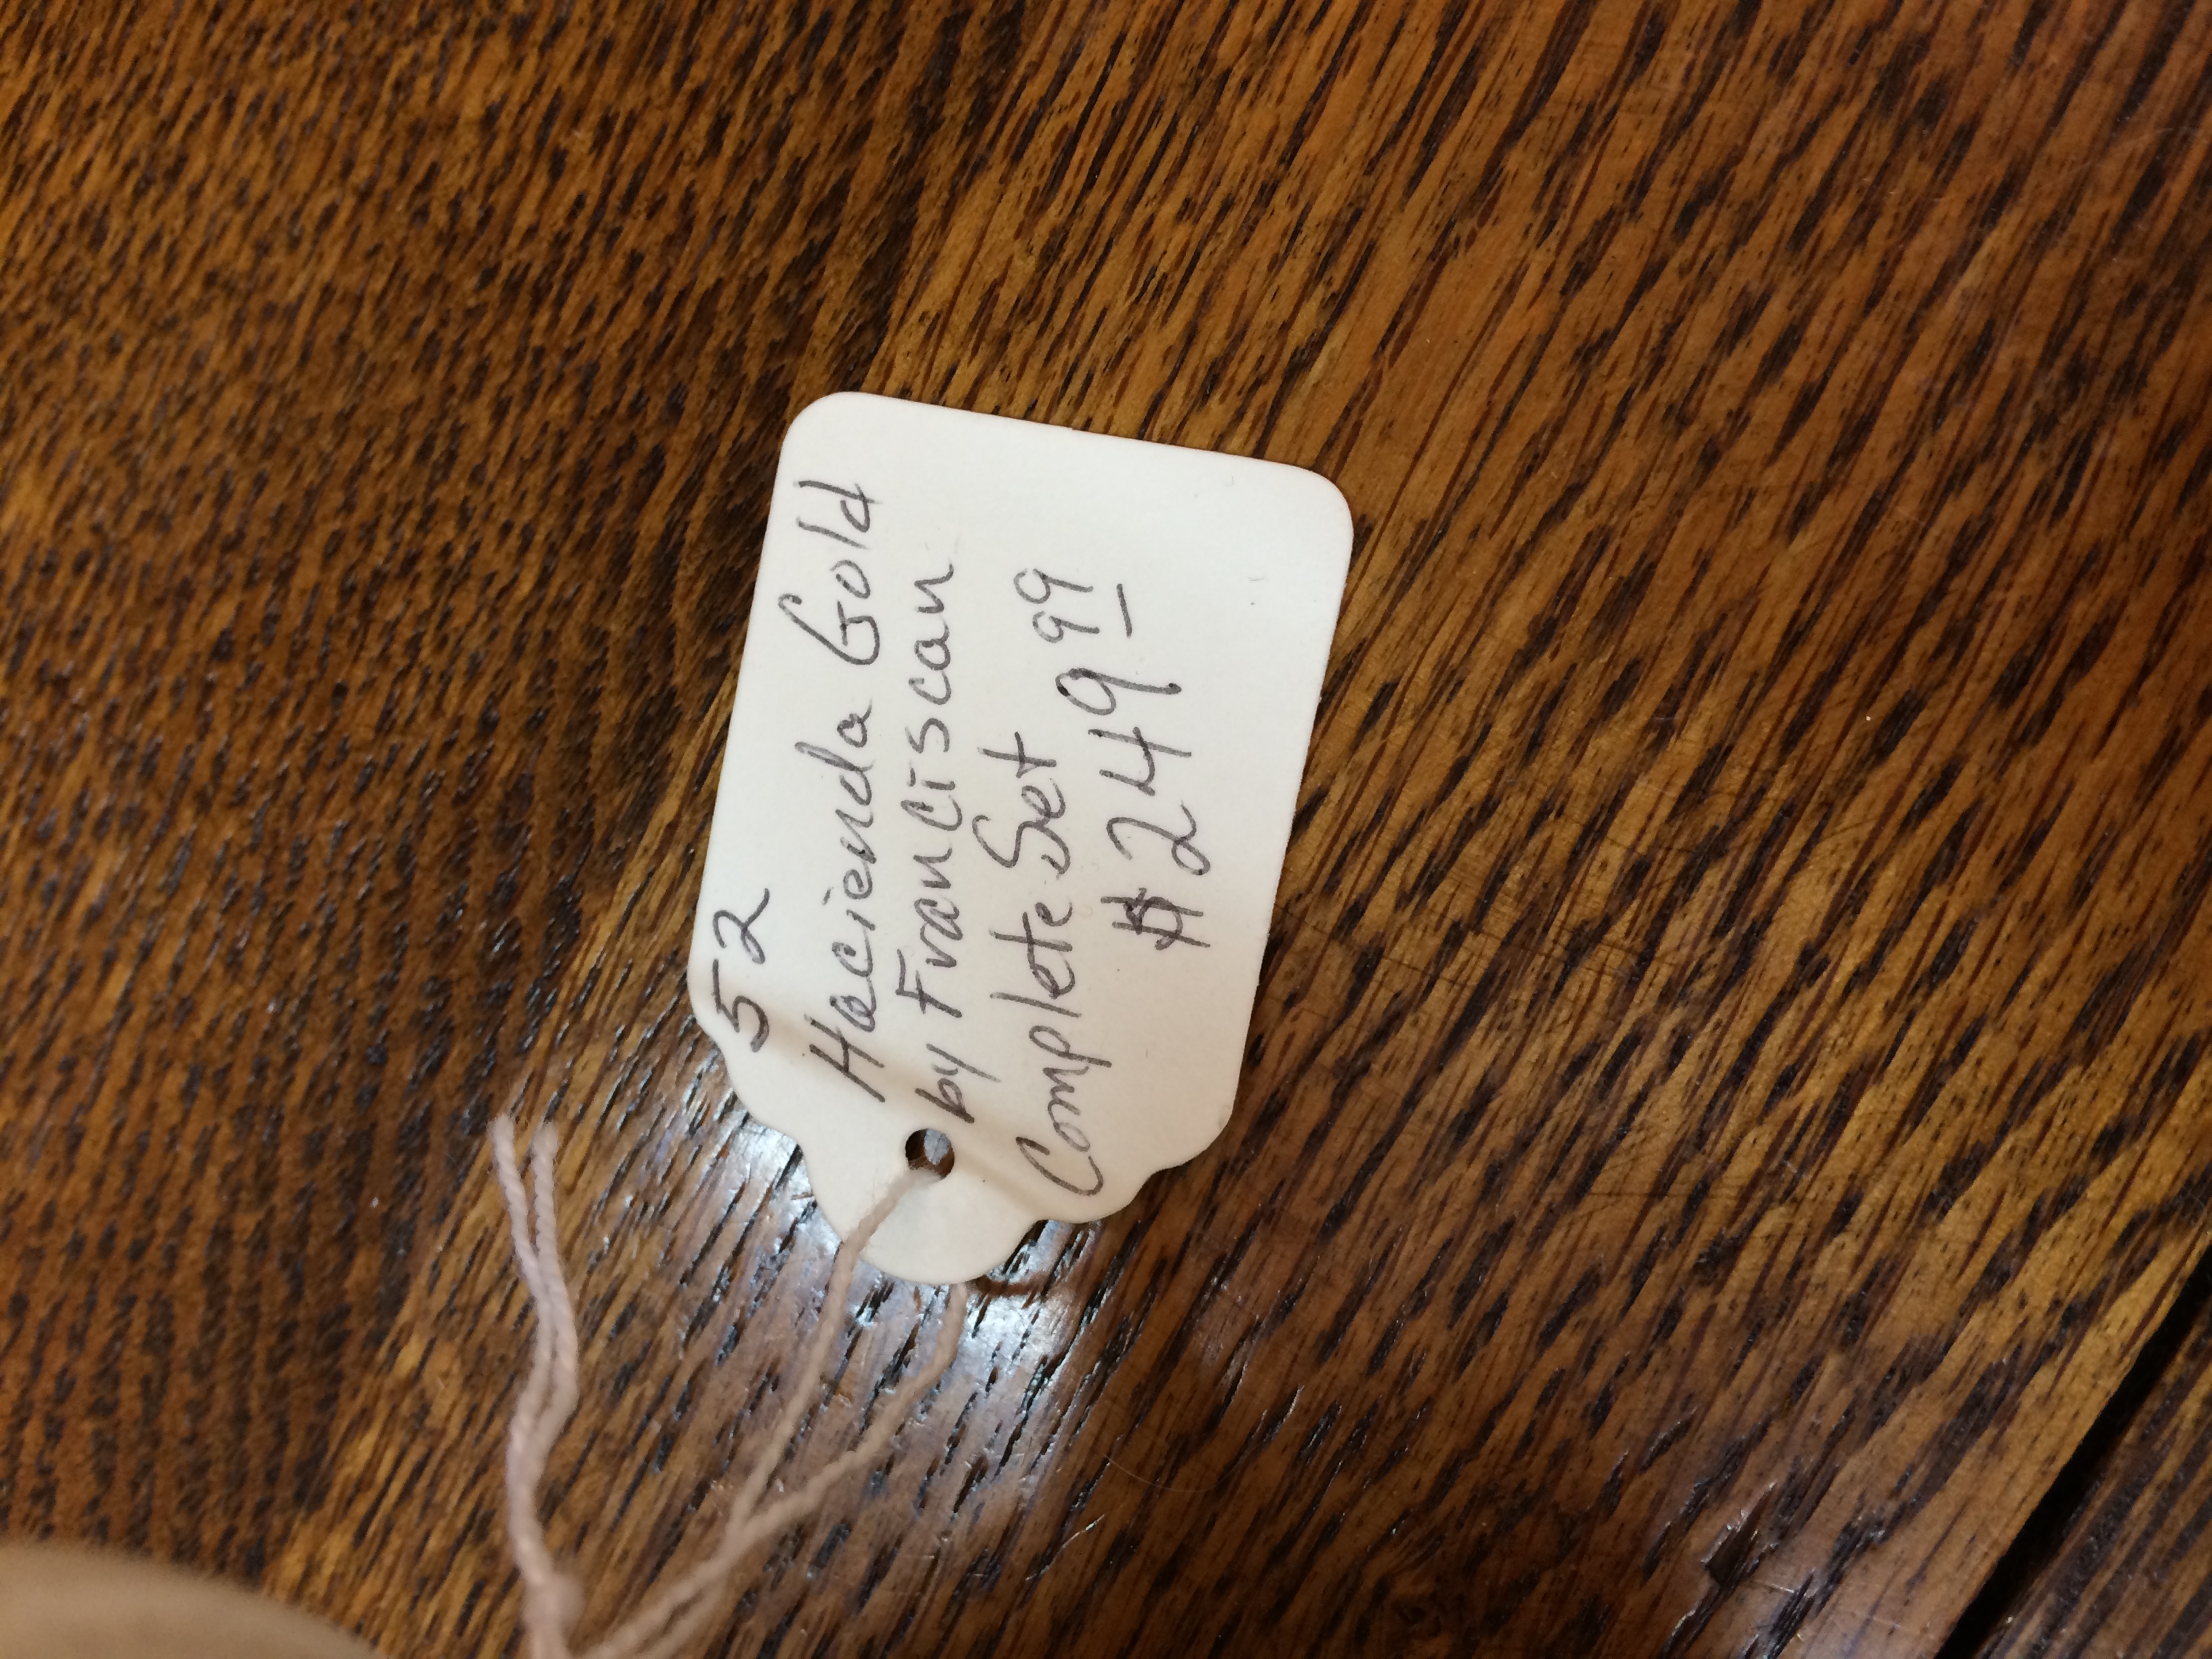 52
Hacienda Gold
by Franciscan
Complete Set
$249 99